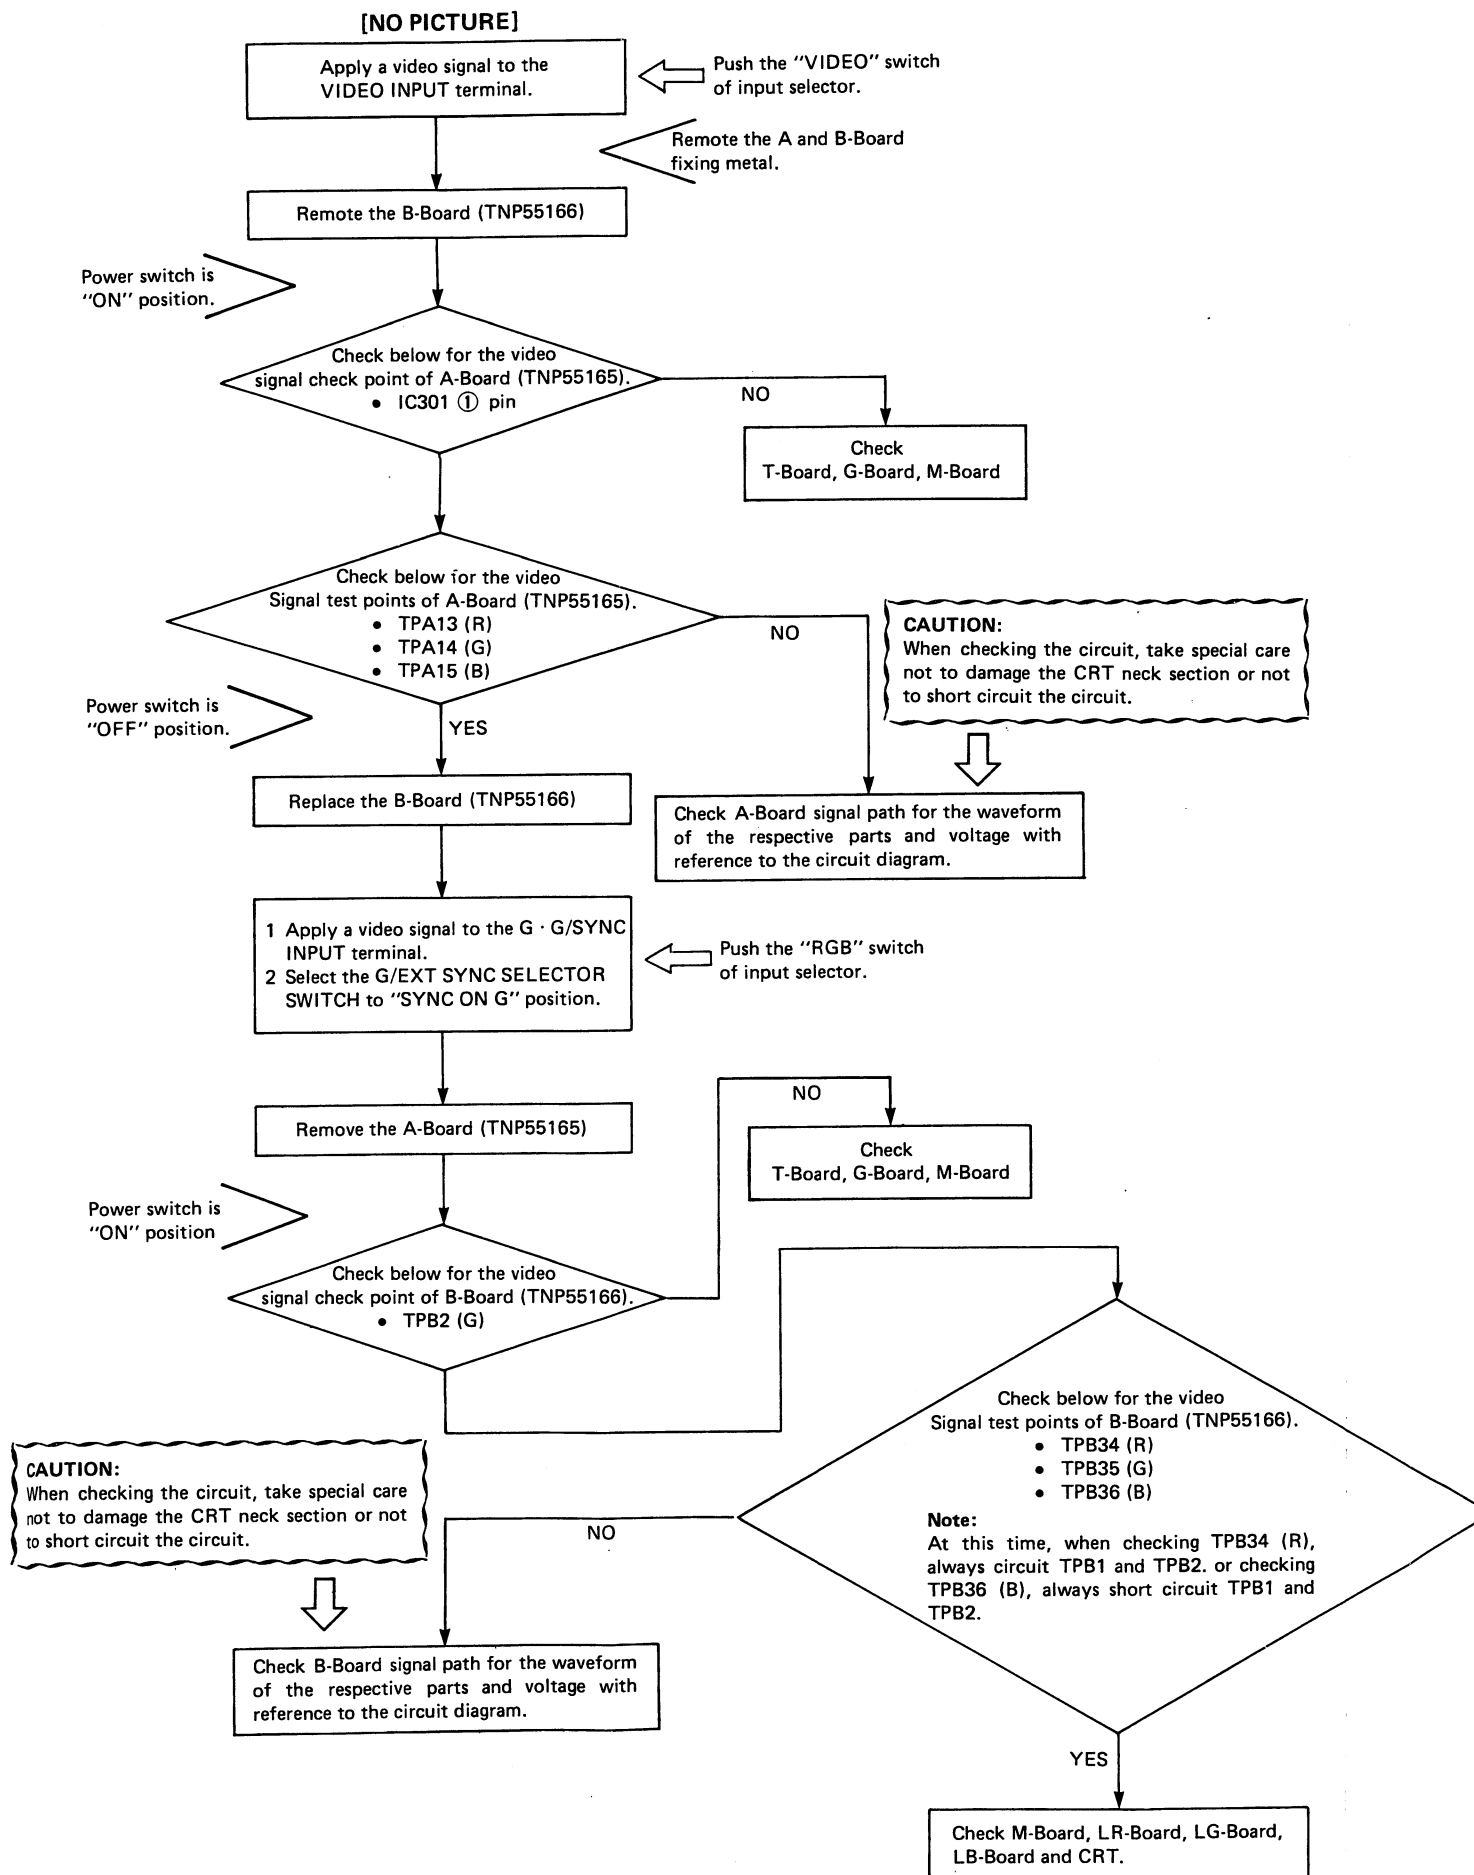 [NO PICTURE]
Apply a video signal to the
VIDEO INPUT terminal.
Push the "VIDEO" switch
of input selector.
Remote the A and B-Board
fixing metal.
Remote the B-Board (TNP55166)
Power switch is
"ON" position.
Check below for the video
signal check point of A-Board (TNP55165).
• IC301 ① pin
NO
Check
T-Board, G-Board, M-Board
Check below for the video
Signal test points of A-Board (TNP55165).
• TPA13 (R)
• TPA14 (G)
• TPA15 (B)
NO
CAUTION:
When checking the circuit, take special care
not to damage the CRT neck section or not
to short circuit the circuit.
Power switch is
"OFF" position.
YES
Replace the B-Board (TNP55166)
Check A-Board signal path for the waveform
of the respective parts and voltage with
reference to the circuit diagram.
1 Apply a video signal to the G · G/SYNC
INPUT terminal.
2 Select the G/EXT SYNC SELECTOR
SWITCH to "SYNC ON G" position.
Push the "RGB" switch
of input selector.
Remove the A-Board (TNP55165)
NO
Check
T-Board, G-Board, M-Board
Power switch is
"ON" position
Check below for the video
signal check point of B-Board (TNP55166).
• TPB2 (G)
Check below for the video
Signal test points of B-Board (TNP55166).
• TPB34 (R)
• TPB35 (G)
• TPB36 (B)
Note:
At this time, when checking TPB34 (R),
always circuit TPB1 and TPB2. or checking
TPB36 (B), always short circuit TPB1 and
TPB2.
CAUTION:
When checking the circuit, take special care
not to damage the CRT neck section or not
to short circuit the circuit.
NO
Check B-Board signal path for the waveform
of the respective parts and voltage with
reference to the circuit diagram.
YES
Check M-Board, LR-Board, LG-Board,
LB-Board and CRT.